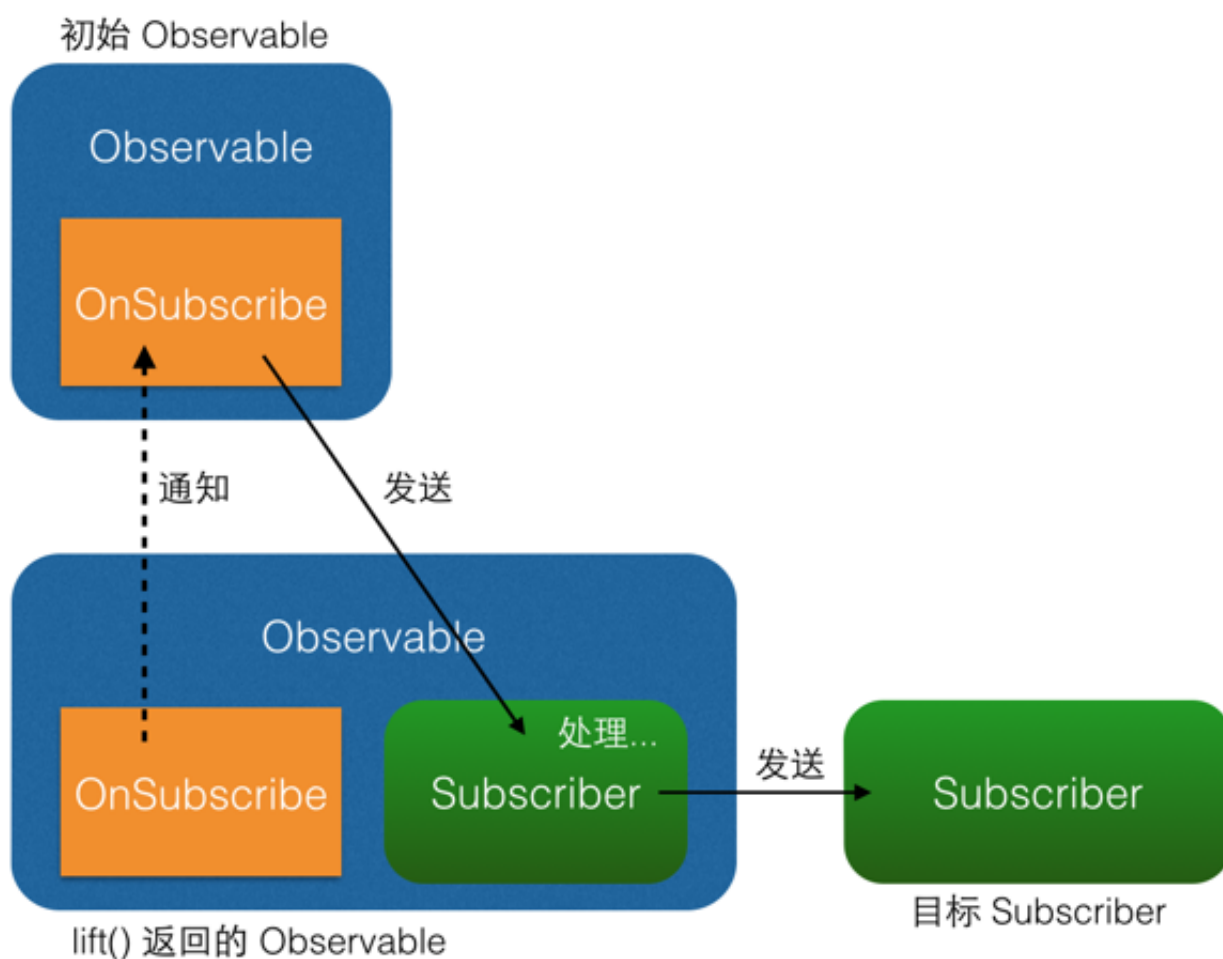 初始 Observable
Observable
OnSubscribe
通知
发送
Observable
处理...
OnSubscribe
Subscriber
发送
Subscriber
目标 Subscriber
lift() 返回的 Observable